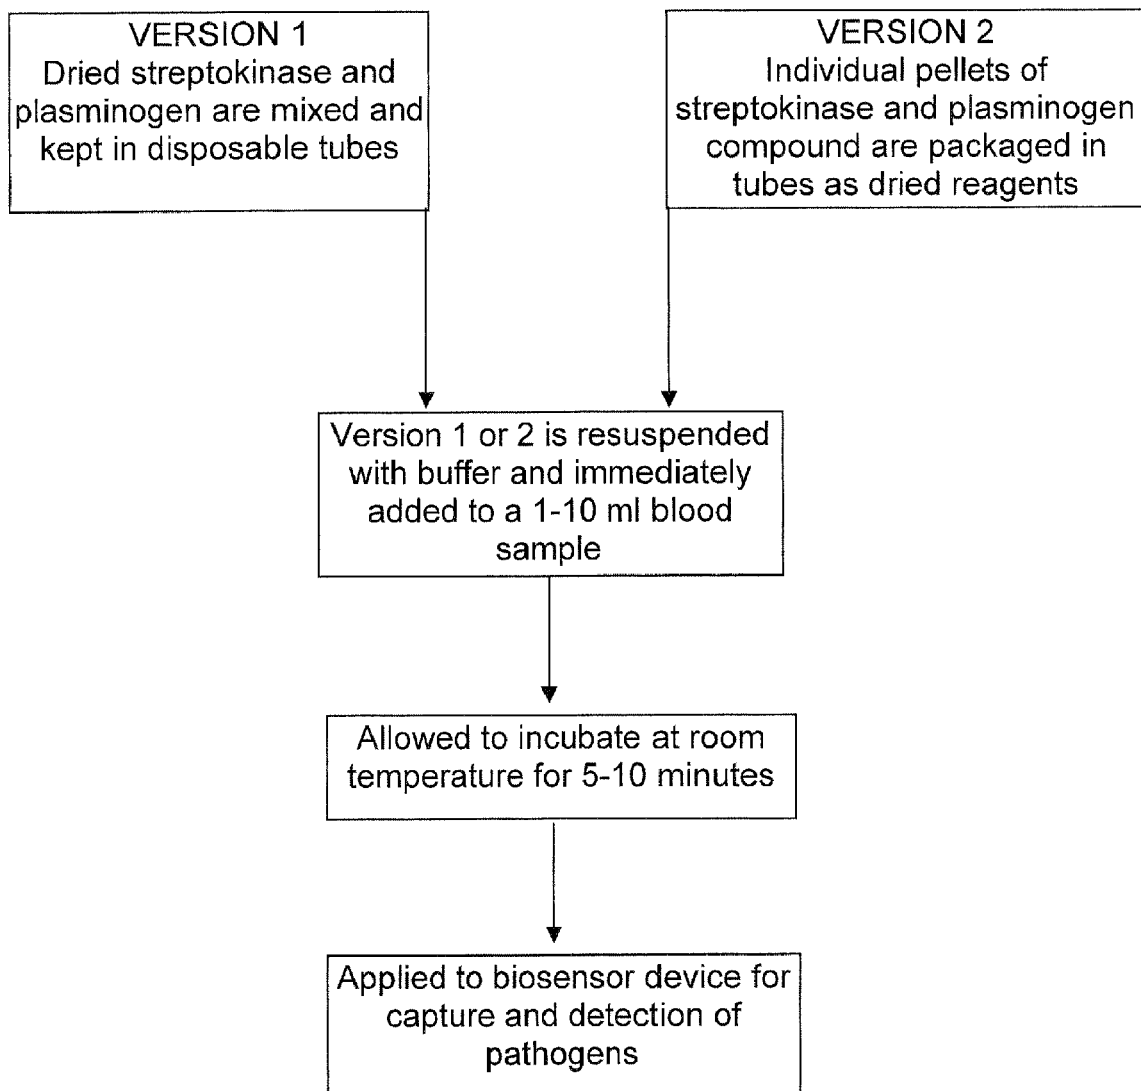 VERSION 1
Dried streptokinase and
plasminogen are mixed and
kept in disposable tubes
VERSION 2
Individual pellets of
streptokinase and plasminogen
compound are packaged in
tubes as dried reagents
Version 1 or 2 is resuspended
with buffer and immediately
added to a 1-10 ml blood
sample
Allowed to incubate at room
temperature for 5-10 minutes
Applied to biosensor device for
capture and detection of
pathogens